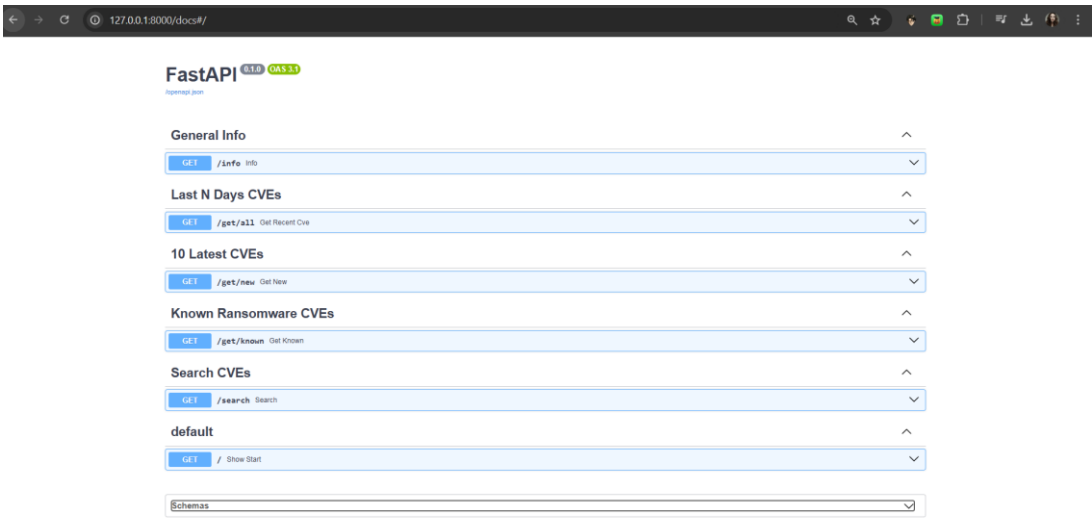 127.0.0.1:8000/docs#/
FastAPI 0.1.0 OAS 3.1
/openapi.json
General Info
GET /info Info
Last N Days CVEs
GET /get/all Get Recent Cve
10 Latest CVEs
GET /get/new Get New
Known Ransomware CVEs
GET /get/known Get Known
Search CVEs
GET /search Search
default
GET / Show Start
Schemas